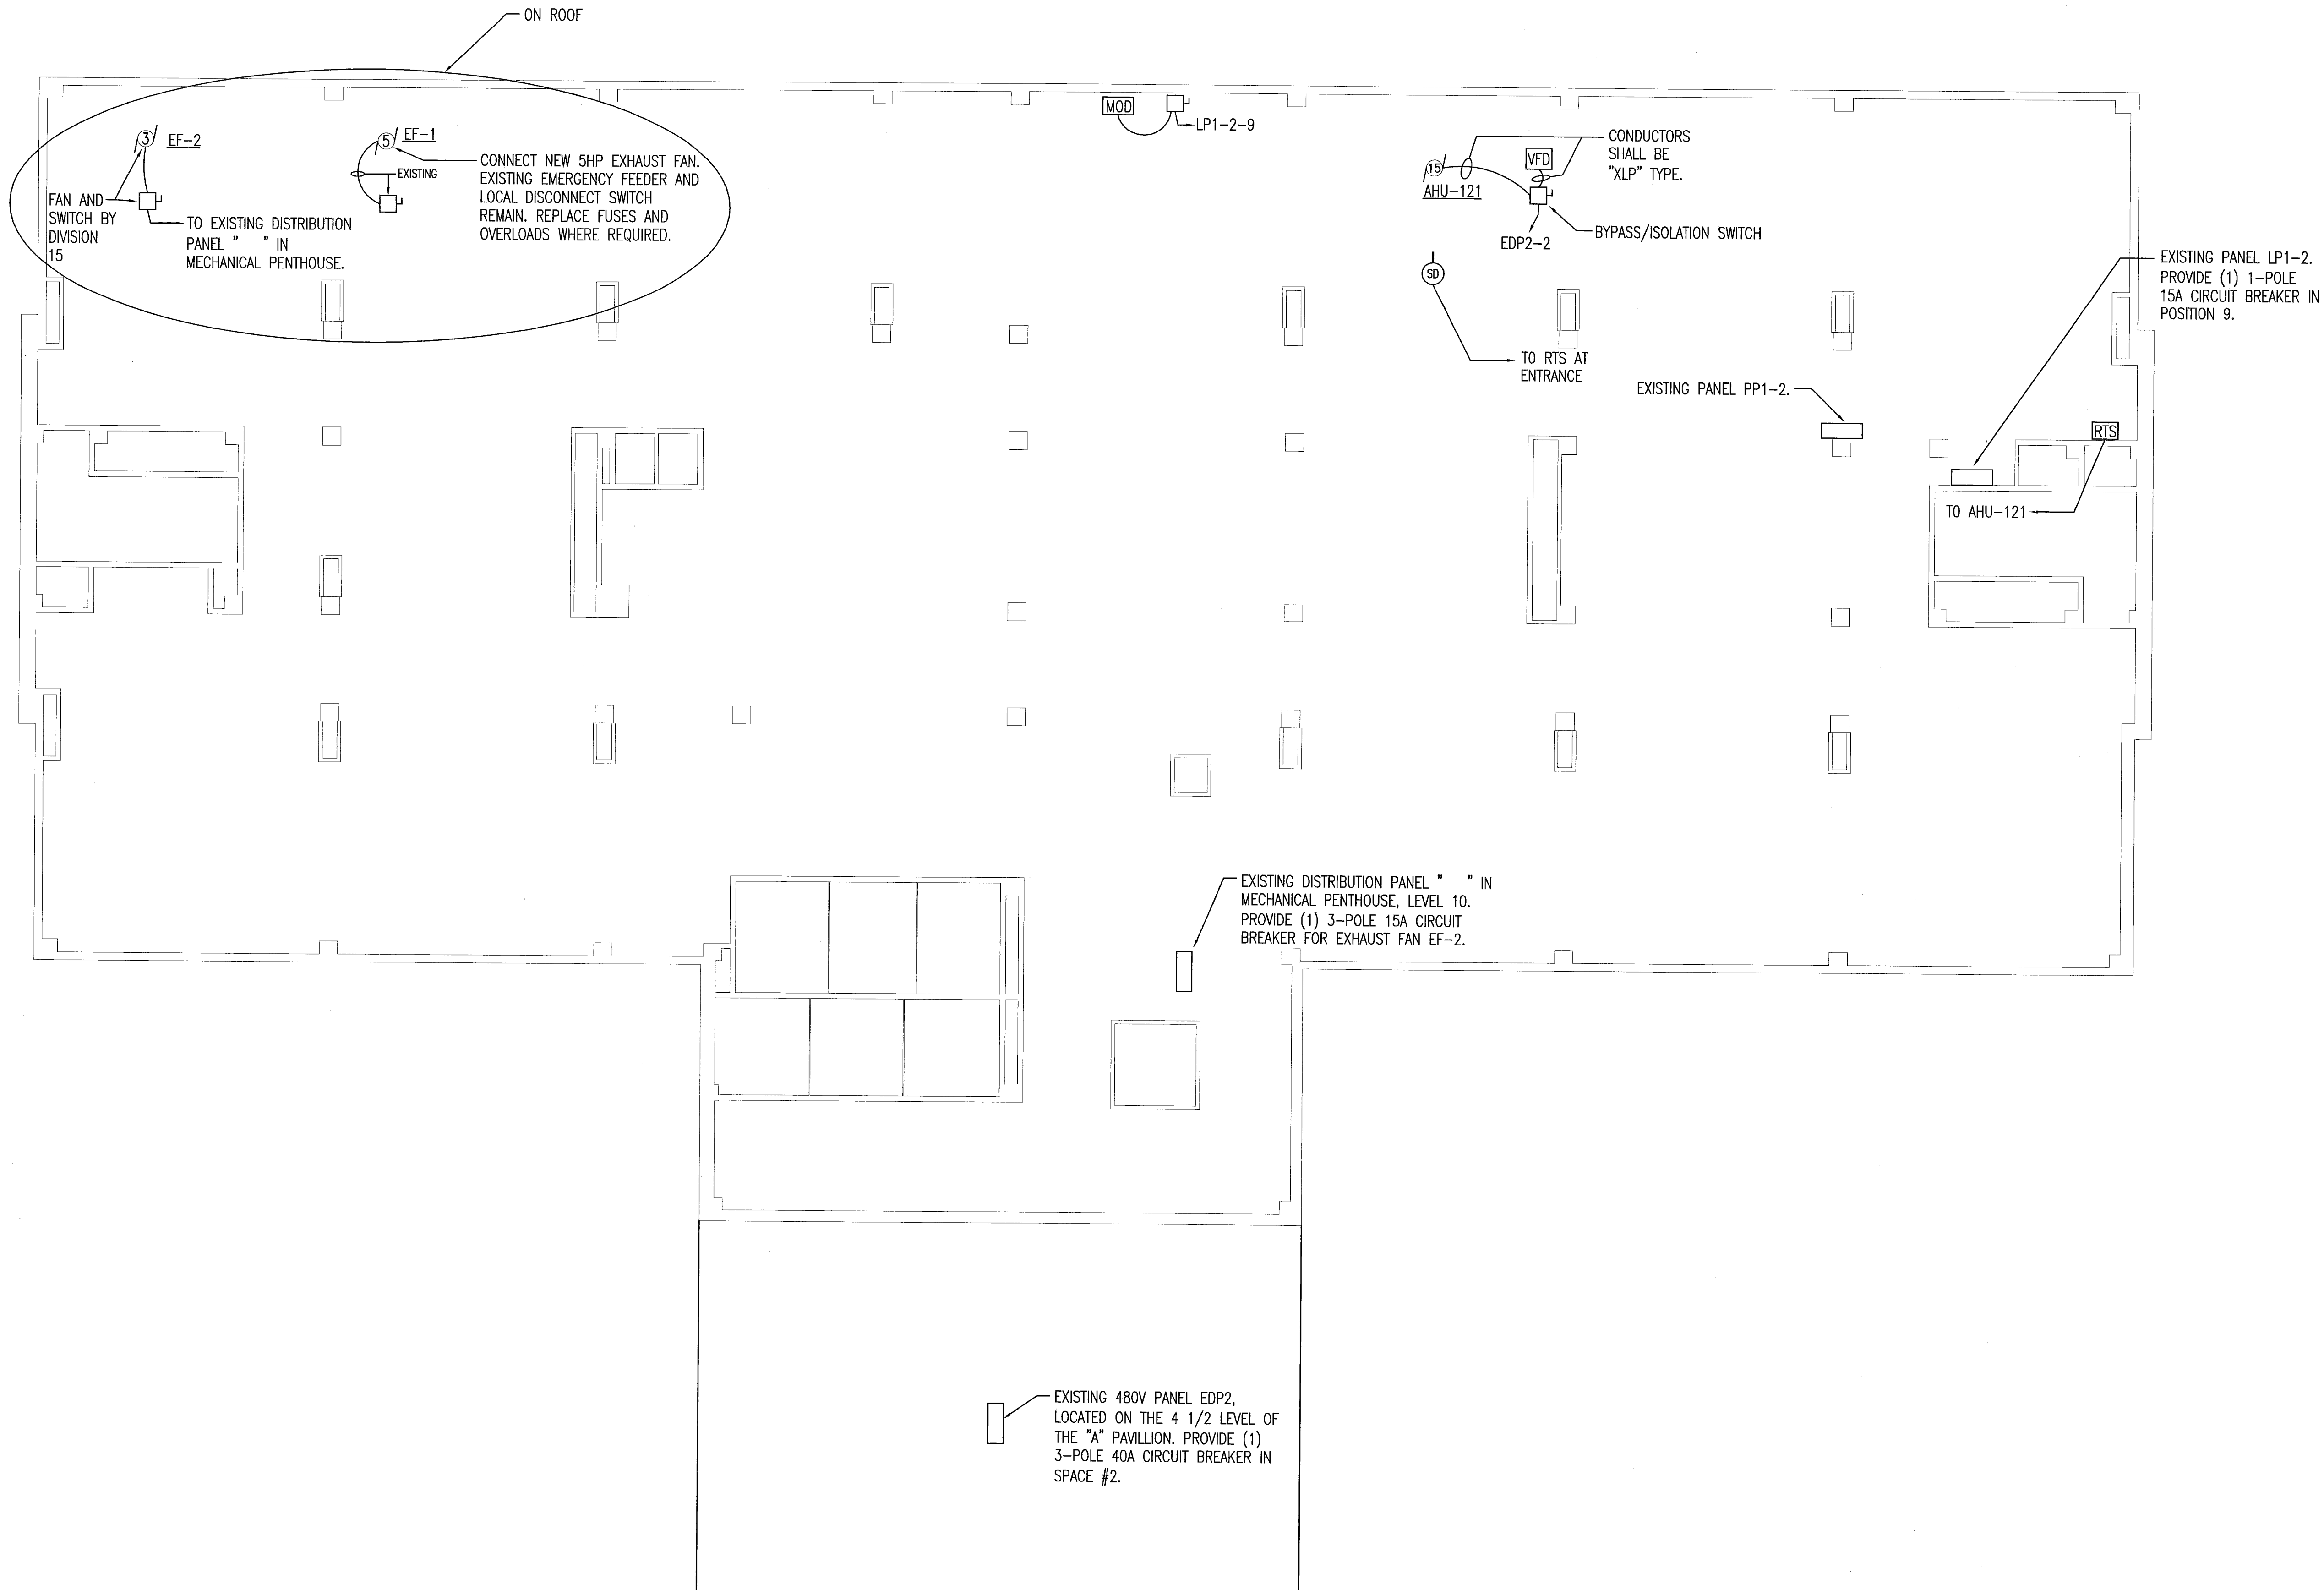 ON ROOF
3
EF-2
5
EF-1
EXISTING
CONNECT NEW 5HP EXHAUST FAN.
EXISTING EMERGENCY FEEDER AND
LOCAL DISCONNECT SWITCH
REMAIN. REPLACE FUSES AND
OVERLOADS WHERE REQUIRED.
FAN AND
SWITCH BY
DIVISION
15
TO EXISTING DISTRIBUTION
PANEL "    " IN
MECHANICAL PENTHOUSE.
MOD
LP1-2-9
15
AHU-121
VFD
CONDUCTORS
SHALL BE
"XLP" TYPE.
BYPASS/ISOLATION SWITCH
EDP2-2
SD
TO RTS AT
ENTRANCE
EXISTING PANEL LP1-2.
PROVIDE (1) 1-POLE
15A CIRCUIT BREAKER IN
POSITION 9.
EXISTING PANEL PP1-2.
RTS
TO AHU-121
EXISTING DISTRIBUTION PANEL "    " IN
MECHANICAL PENTHOUSE, LEVEL 10.
PROVIDE (1) 3-POLE 15A CIRCUIT
BREAKER FOR EXHAUST FAN EF-2.
EXISTING 480V PANEL EDP2,
LOCATED ON THE 4 1/2 LEVEL OF
THE "A" PAVILLION. PROVIDE (1)
3-POLE 40A CIRCUIT BREAKER IN
SPACE #2.